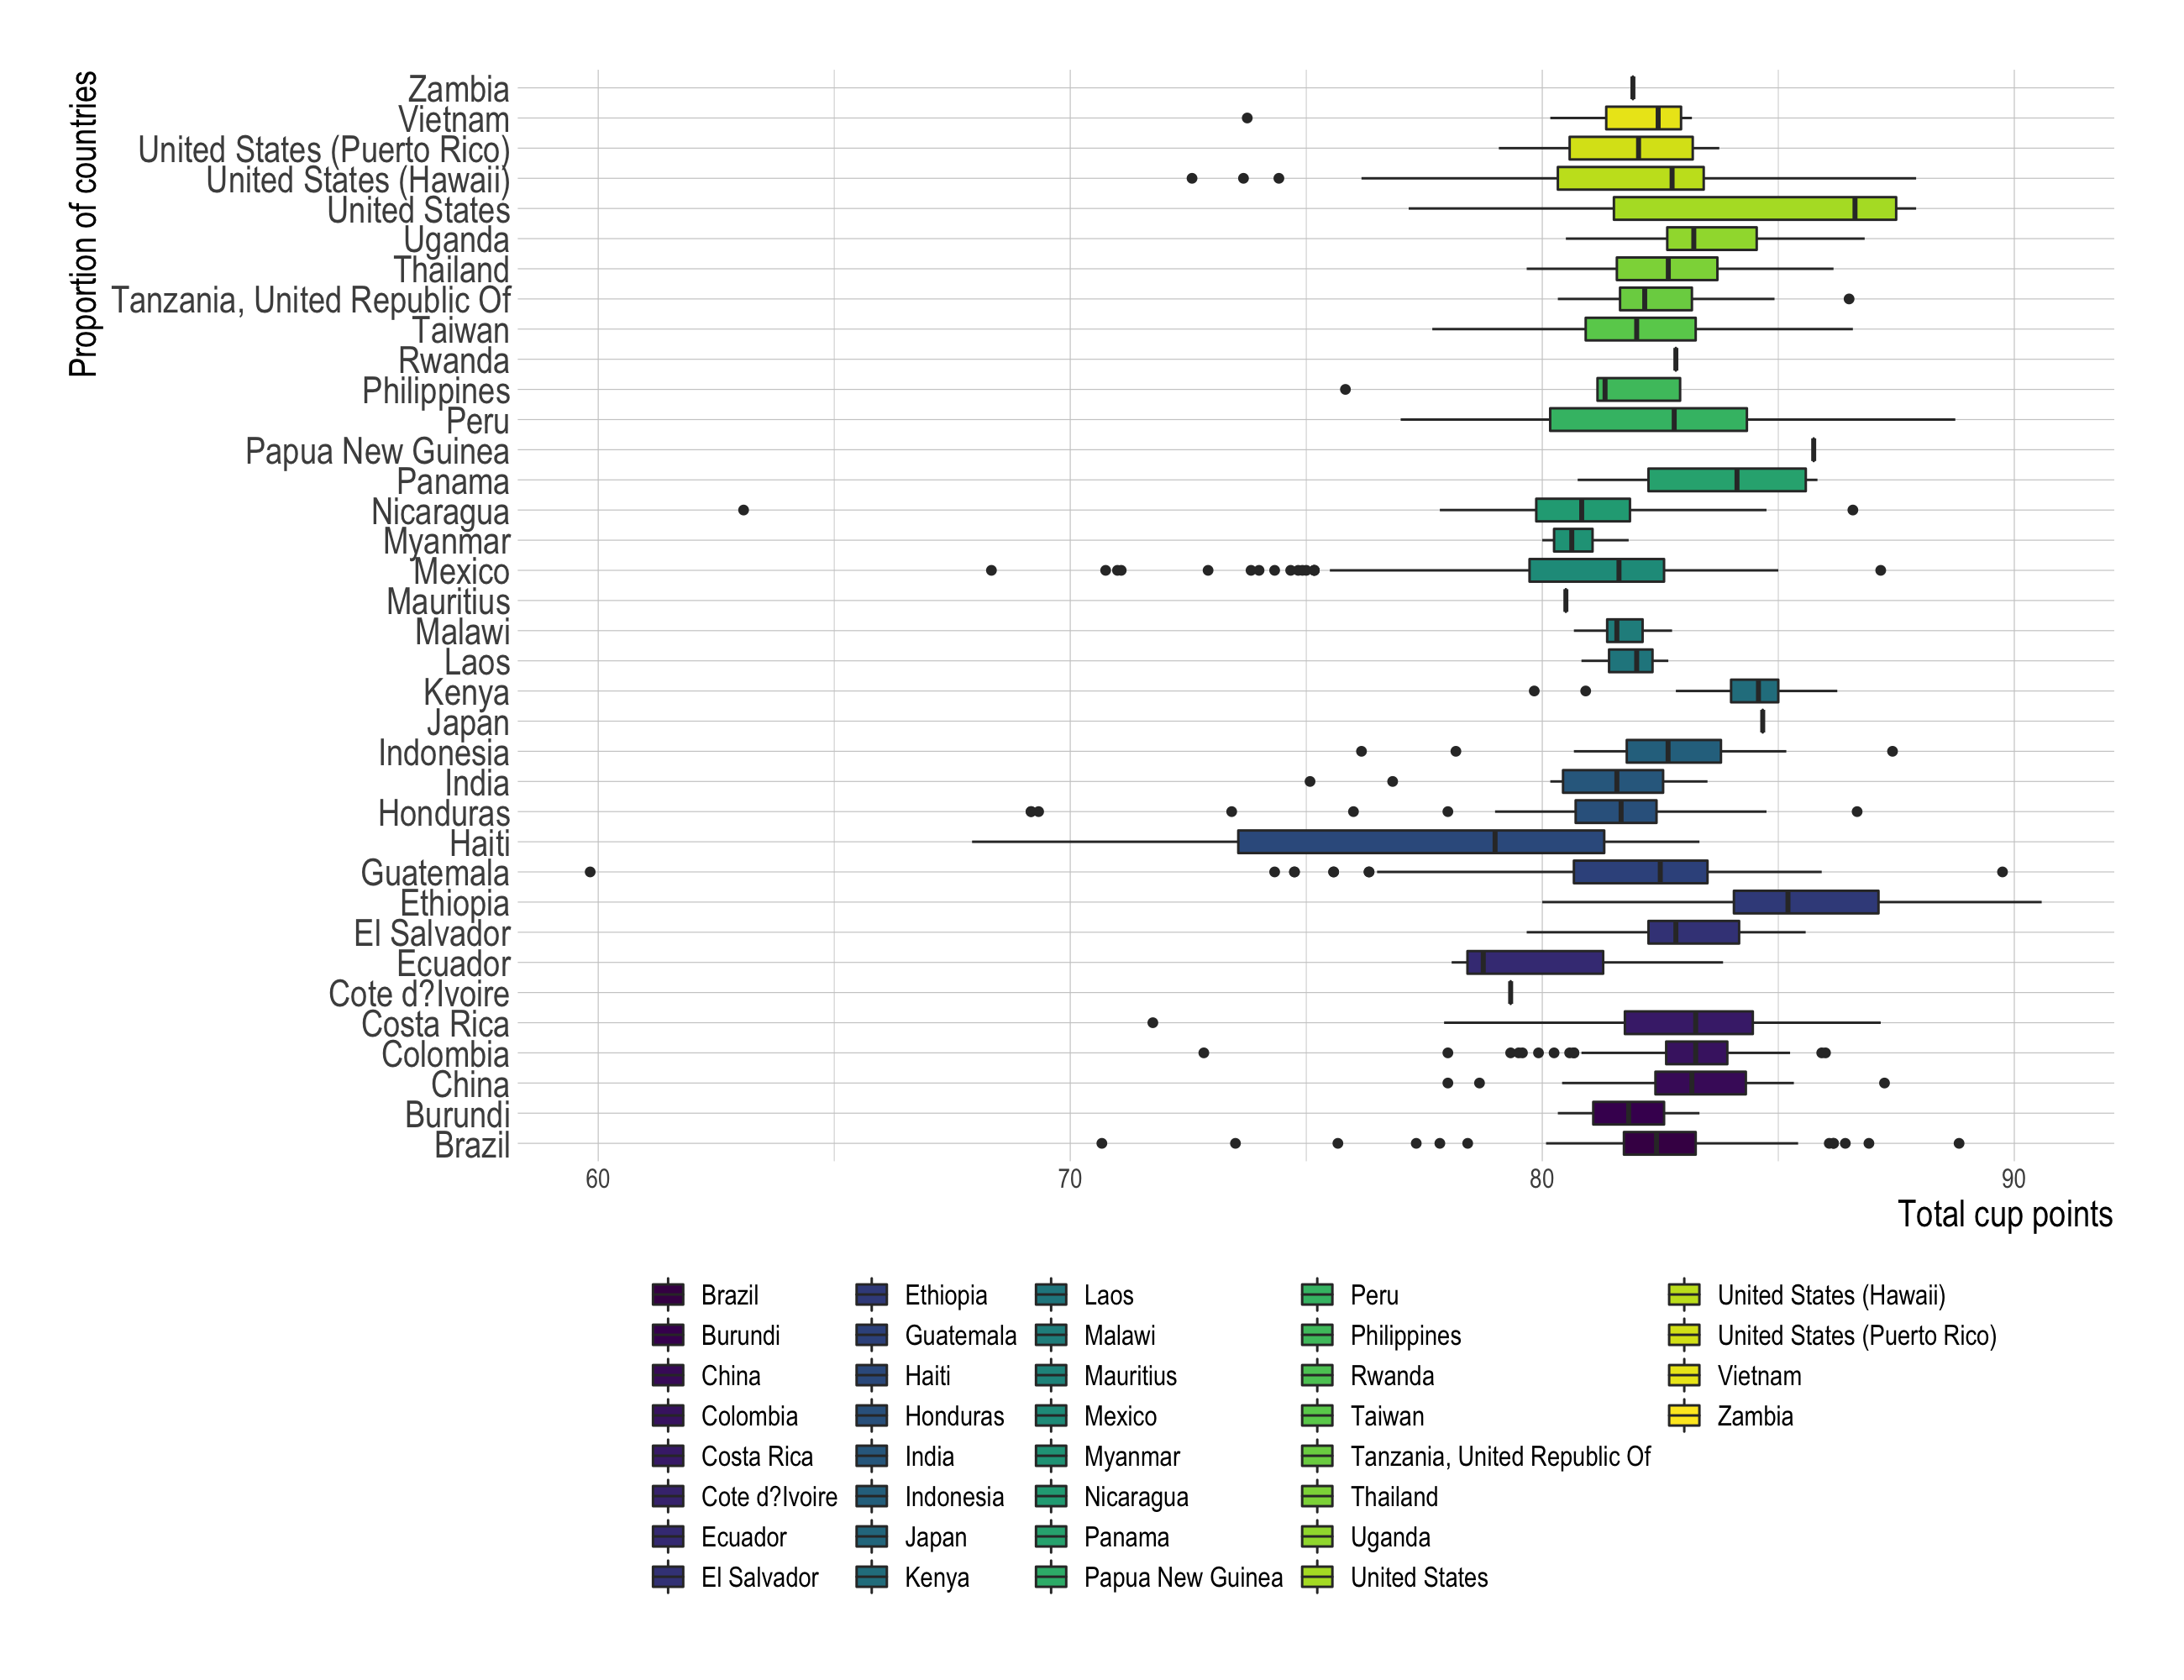 Proportion of countries
Zambia
Vietnam
United States (Puerto Rico)
United States (Hawaii)
United States
Uganda
Thailand
Tanzania, United Republic Of
Taiwan
Rwanda
Philippines
Peru
Papua New Guinea
Panama
Nicaragua
Myanmar
Mexico
Mauritius
Malawi
Laos
Kenya
Japan
Indonesia
India
Honduras
Haiti
Guatemala
Ethiopia
El Salvador
Ecuador
Cote d?Ivoire
Costa Rica
Colombia
China
Burundi
Brazil
60 70 80 90
Total cup points
Brazil
Burundi
China
Colombia
Costa Rica
Cote d?Ivoire
Ecuador
El Salvador
Ethiopia
Guatemala
Haiti
Honduras
India
Indonesia
Japan
Kenya
Laos
Malawi
Mauritius
Mexico
Myanmar
Nicaragua
Panama
Papua New Guinea
Peru
Philippines
Rwanda
Taiwan
Tanzania, United Republic Of
Thailand
Uganda
United States
United States (Hawaii)
United States (Puerto Rico)
Vietnam
Zambia